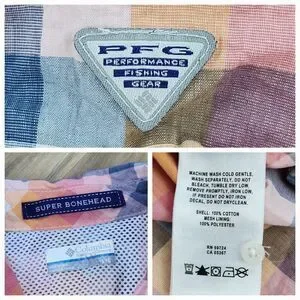 PFG
PERFORMANCE
FISHING
GEAR
SUPER BONEHEAD
Columbia
MACHINE WASH COLD GENTLY.
WASH SEPARATELY. DO NOT
BLEACH. TUMBLE DRY LOW.
REMOVE PROMPTLY. IRON LOW
IF PRESENT DO NOT IRON
DECAL. DO NOT DRYCLEAN.
SHELL: 100% COTTON
MESH LINING:
100% POLYESTER
RN 69724
CA 05367